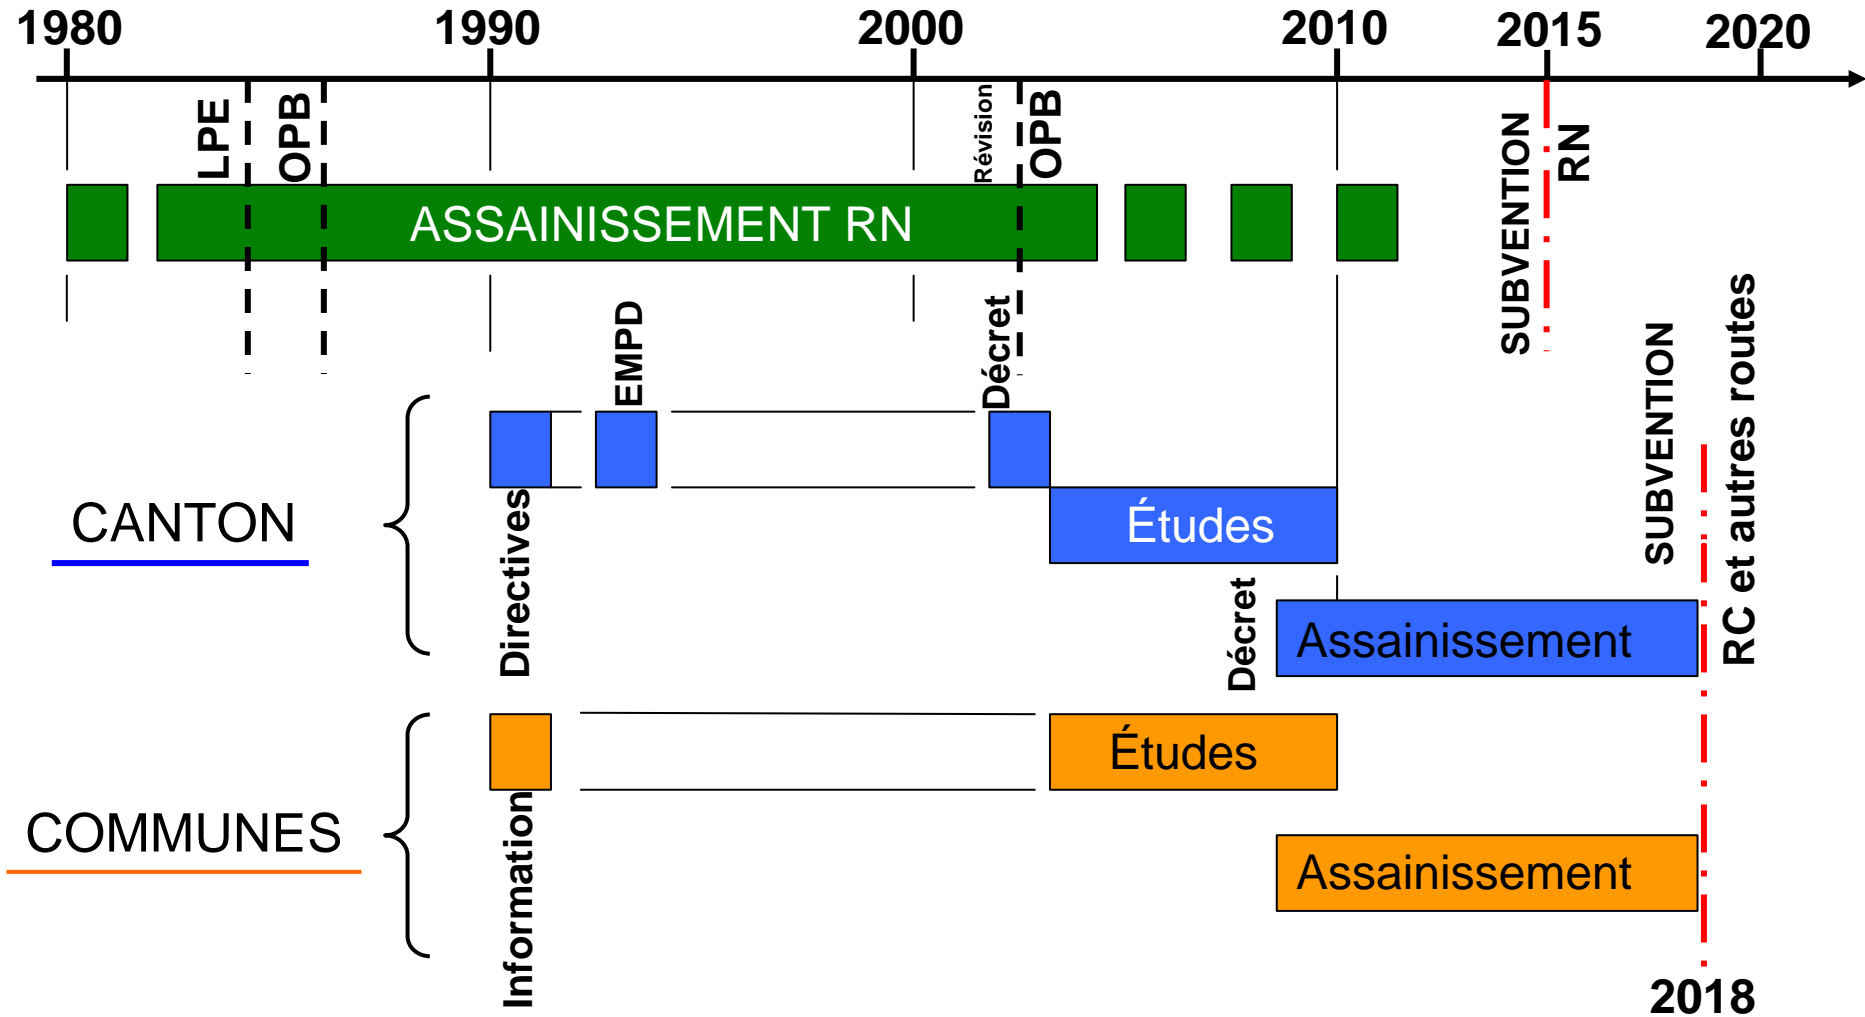 1980
1990
2000
2010
2015
2020
LPE
OPB
Révision
OPB
SUBVENTION
RN
ASSAINISSEMENT RN
EMPD
Décret
SUBVENTION
RC et autres routes
CANTON
Directives
Études
Décret
Assainissement
COMMUNES
Information
Études
Assainissement
2018